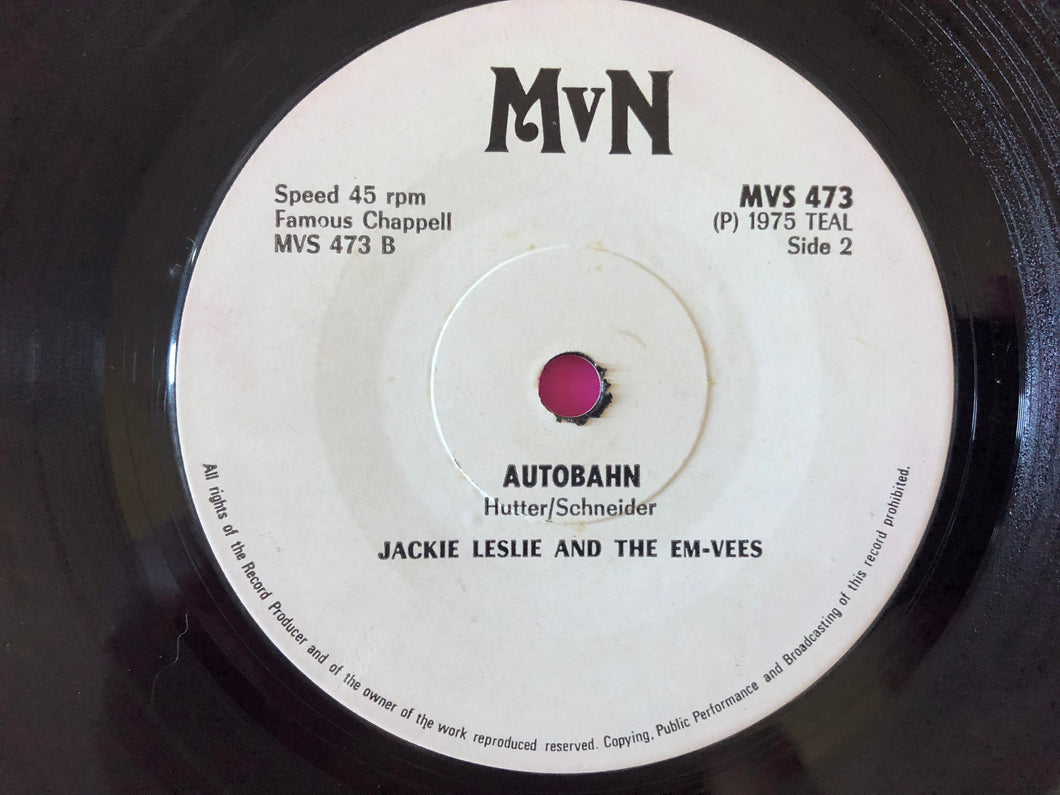 MVN
Speed 45 rpm
Famous Chappell
MVS 473 B
MVS 473
(P) 1975 TEAL
Side 2
AUTOBAHN
Hutter/Schneider
JACKIE LESLIE AND THE EM-VEES
All rights of the Record Producer and of the owner of the work reproduced reserved. Copying, Public Performance and Broadcasting of this record prohibited.